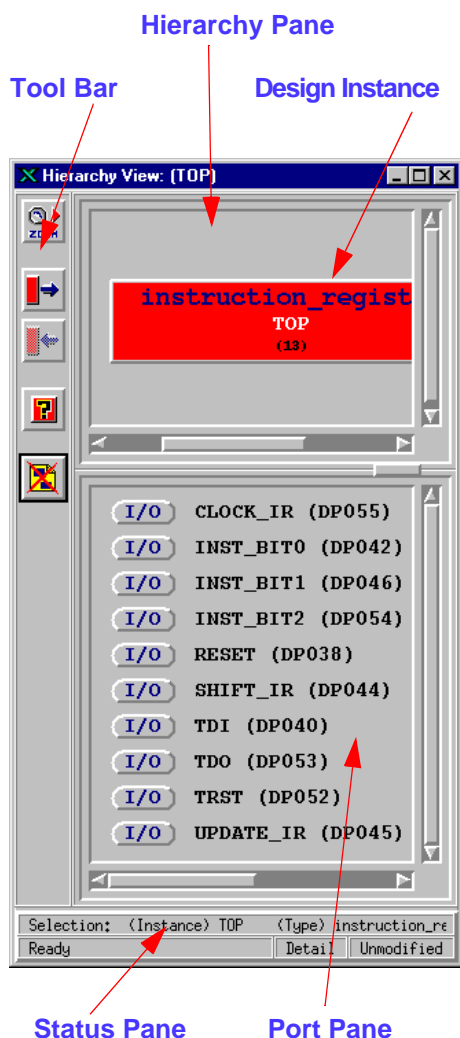 Hierarchy Pane
Tool Bar
Design Instance
Hierarchy View: (TOP)
ZOOM
instruction_regist
TOP
(13)
?
I/O CLOCK_IR (DP055)
I/O INST_BIT0 (DP042)
I/O INST_BIT1 (DP046)
I/O INST_BIT2 (DP054)
I/O RESET (DP038)
I/O SHIFT_IR (DP044)
I/O TDI (DP040)
I/O TDO (DP053)
I/O TRST (DP052)
I/O UPDATE_IR (DP045)
Selection: (Instance) TOP (Type) instruction_re
Ready Detail Unmodified
Status Pane
Port Pane